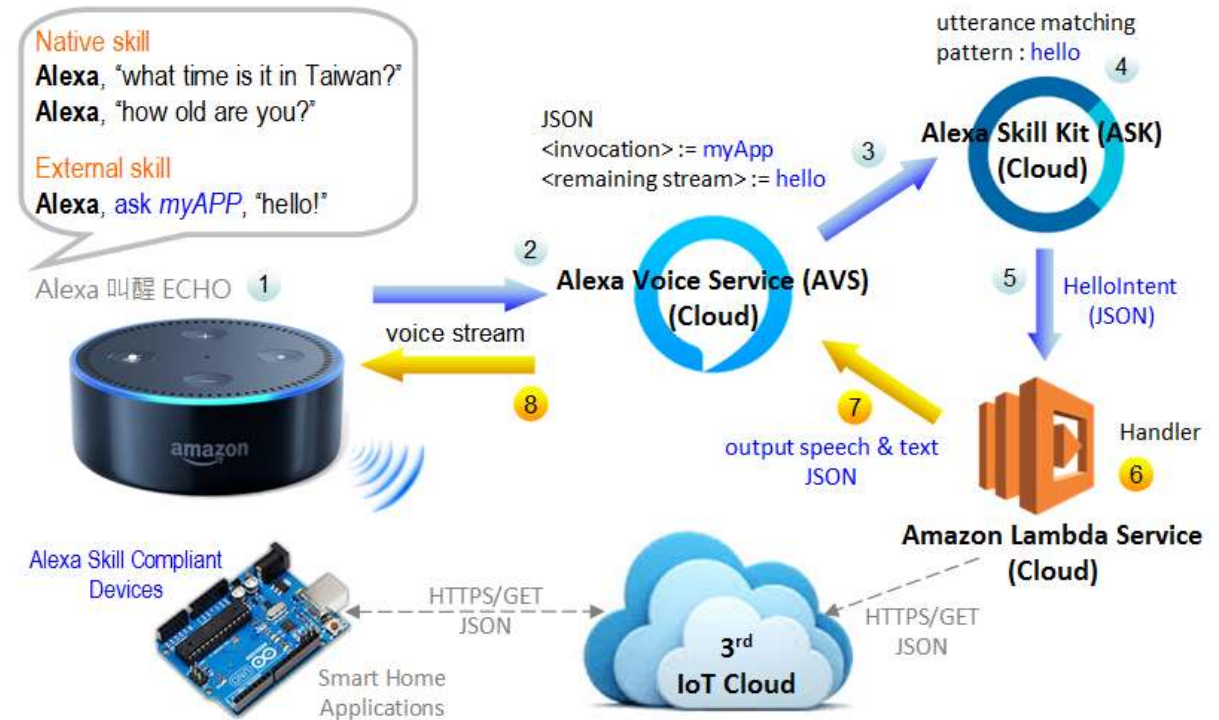 Native skill
Alexa, “what time is it in Taiwan?”
Alexa, “how old are you?”
External skill
Alexa, ask myAPP, “hello!”
Alexa 叫醒 ECHO 1
amazon
2
voice stream
8
JSON
<invocation> := myApp
<remaining stream> := hello
Alexa Voice Service (AVS)
(Cloud)
3
utterance matching
pattern : hello
4
Alexa Skill Kit (ASK)
(Cloud)
5
HelloIntent
(JSON)
7
output speech & text
JSON
Handler
6
Amazon Lambda Service
(Cloud)
HTTPS/GET
JSON
3rd
IoT Cloud
HTTPS/GET
JSON
Alexa Skill Compliant
Devices
ARDUINO
UNO
Smart Home
Applications